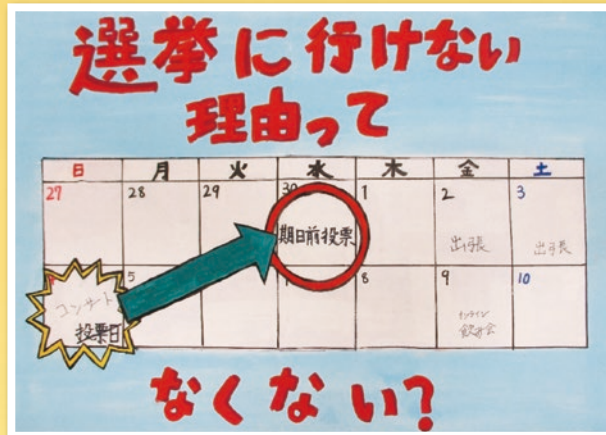 選挙に行けない
理由って
日 月 火 水 木 金 土
27 28 29 30 1 2 3
期日前投票
出張 出張
5 8 9 10
コンサート
投票日
オンライン
飲み会
なくない?